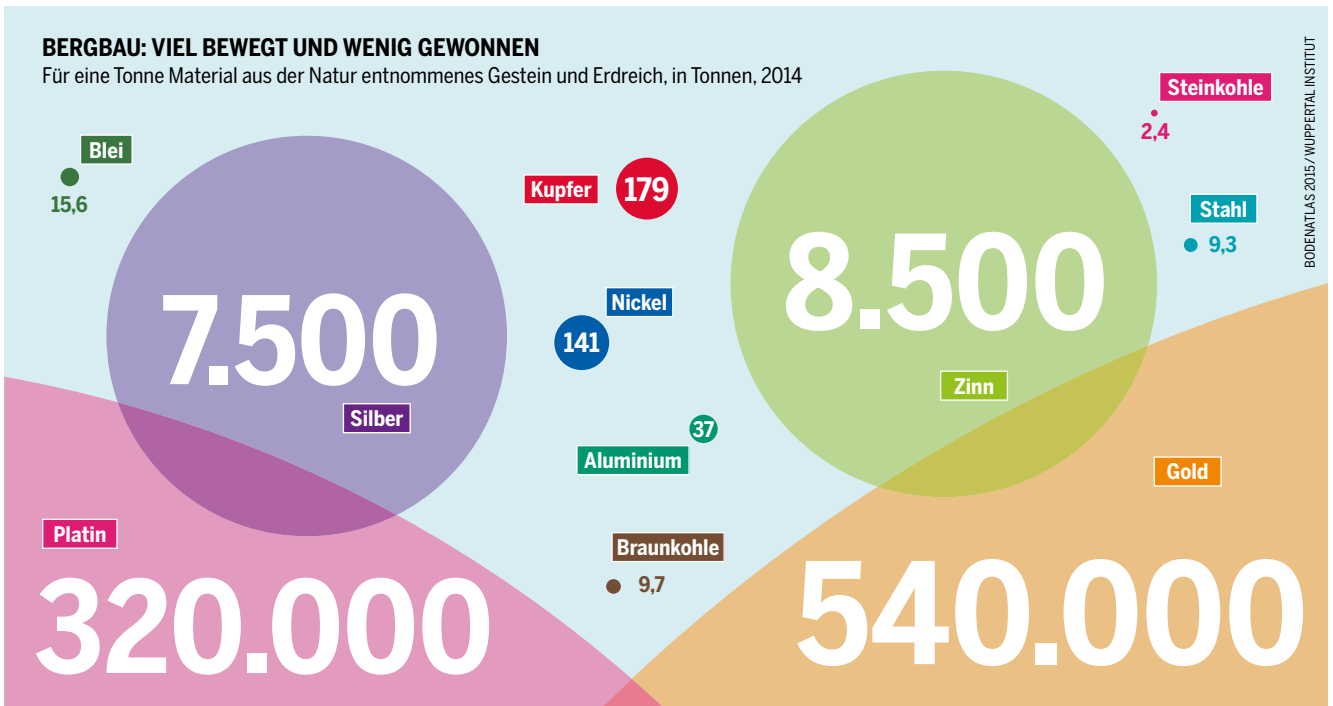 BERGBAU: VIEL BEWEGT UND WENIG GEWONNEN
Für eine Tonne Material aus der Natur entnommenes Gestein und Erdreich, in Tonnen, 2014
Blei
15,6
7.500
Silber
Platin
320.000
Kupfer
179
Nickel
141
37
Aluminium
Braunkohle
9,7
8.500
Zinn
Steinkohle
2,4
Stahl
9,3
Gold
540.000
BODENATLAS 2015 / WUPPERTAL INSTITUT